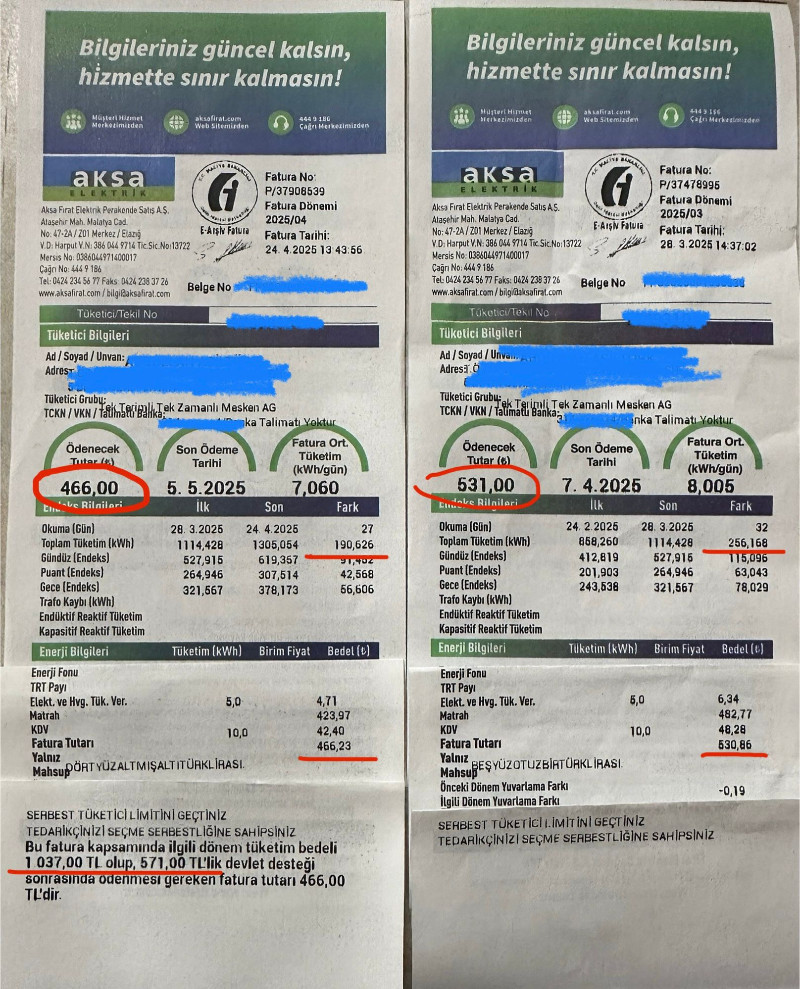 Bilgileriniz güncel kalsın,
hizmette sınır kalmasın!
Müşteri Hizmet
Merkezimizden
aksafirat.com
Web Sitemizden
444 9 186
Çağrı Merkezimizden
aksa
ELEKTRİK
T.C. MALİYE BAKANLIĞI
E-Arşiv Fatura
Fatura No:
P/37908539
Fatura Dönemi
2025/04
Fatura Tarihi:
24. 4.2025 13 43:56
Aksa Fırat Elektrik Perakende Satış A.Ş.
Ataşehir Mah. Malatya Cad.
No: 47-2A / Z01 Merkez / Elazığ
V.D: Harput V.N: 386 044 9714 Tic.Sic.No:13722
Mersis No: 0386044971400017
Çağrı No: 444 9 186
Tel: 0424 234 56 77 Faks: 0424 238 37 26
www.aksafirat.com / bilgi@aksafirat.com
Belge No
Tüketici/Tekil No
Tüketici Bilgileri
Ad / Soyad / Unvan:
Adres
Tüketici Grubu:
Tek Terimli Tek Zamanlı Mesken AG
TCKN / VKN / Talimatlı Banka:
Banka Talimatı Yoktur
Ödenecek
Tutar (₺)
466,00
Son Ödeme
Tarihi
5. 5.2025
Fatura Ort.
Tüketim
(kWh/gün)
7,060
Endeks Bilgileri İlk Son Fark
Okuma (Gün) 28. 3.2025 24. 4.2025 27
Toplam Tüketim (kWh) 1114,428 1305,054 190,626
Gündüz (Endeks) 527,915 619,367 91,452
Puant (Endeks) 264,946 307,514 42,568
Gece (Endeks) 321,567 378,173 56,606
Trafo Kaybı (kWh)
Endüktif Reaktif Tüketim
Kapasitif Reaktif Tüketim
Enerji Bilgileri Tüketim (kWh) Birim Fiyat Bedel (₺)
Enerji Fonu
TRT Payı
Elekt. ve Hvg. Tük. Ver. 5,0 4,71
Matrah 423,97
KDV 10,0 42,40
Fatura Tutarı 466,23
Yalnız DÖRTYÜZALTMIŞALTITÜRKLİRASI.
Mahsup
SERBEST TÜKETİCİ LİMİTİNİ GEÇTİNİZ
TEDARİKÇİNİZİ SEÇME SERBESTLİĞİNE SAHİPSİNİZ
Bu fatura kapsamında ilgili dönem tüketim bedeli
1 037,00 TL olup, 571,00 TL'lik devlet desteği
sonrasında ödenmesi gereken fatura tutarı 466,00
TL'dir.
Bilgileriniz güncel kalsın,
hizmette sınır kalmasın!
Müşteri Hizmet
Merkezimizden
aksafirat.com
Web Sitemizden
444 9 186
Çağrı Merkezimizden
aksa
ELEKTRİK
T.C. MALİYE BAKANLIĞI
E-Arşiv Fatura
Fatura No:
P/37478995
Fatura Dönemi
2025/03
Fatura Tarihi:
28. 3.2025 14:37:02
Aksa Fırat Elektrik Perakende Satış A.Ş.
Ataşehir Mah. Malatya Cad.
No: 47-2A / Z01 Merkez / Elazığ
V.D: Harput V.N: 386 044 9714 Tic.Sic.No:13722
Mersis No: 0386044971400017
Çağrı No: 444 9 186
Tel: 0424 234 56 77 Faks: 0424 238 37 26
www.aksafirat.com / bilgi@aksafirat.com
Belge No
Tüketici/Tekil No
Tüketici Bilgileri
Ad / Soyad / Unvan:
Adres
Tüketici Grubu:
Tek Terimli Tek Zamanlı Mesken AG
TCKN / VKN / Talimatlı Banka:
Banka Talimatı Yoktur
Ödenecek
Tutar (₺)
531,00
Son Ödeme
Tarihi
7. 4.2025
Fatura Ort.
Tüketim
(kWh/gün)
8,005
Endeks Bilgileri İlk Son Fark
Okuma (Gün) 24. 2.2025 28. 3.2025 32
Toplam Tüketim (kWh) 858,260 1114,428 256,168
Gündüz (Endeks) 412,819 527,915 115,096
Puant (Endeks) 201,903 264,946 63,043
Gece (Endeks) 243,538 321,567 78,029
Trafo Kaybı (kWh)
Endüktif Reaktif Tüketim
Kapasitif Reaktif Tüketim
Enerji Bilgileri Tüketim (kWh) Birim Fiyat Bedel (₺)
Enerji Fonu
TRT Payı
Elekt. ve Hvg. Tük. Ver. 5,0 6,34
Matrah 482,77
KDV 10,0 48,28
Fatura Tutarı 530,86
Yalnız BEŞYÜZOTUZBİRTÜRKLİRASI.
Mahsup
Önceki Dönem Yuvarlama Farkı
İlgili Dönem Yuvarlama Farkı -0,19
SERBEST TÜKETİCİ LİMİTİNİ GEÇTİNİZ
TEDARİKÇİNİZİ SEÇME SERBESTLİĞİNE SAHİPSİNİZ